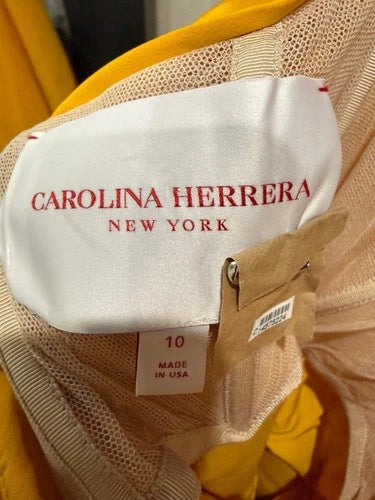 CAROLINA HERRERA
NEW YORK
10
MADE
IN USA